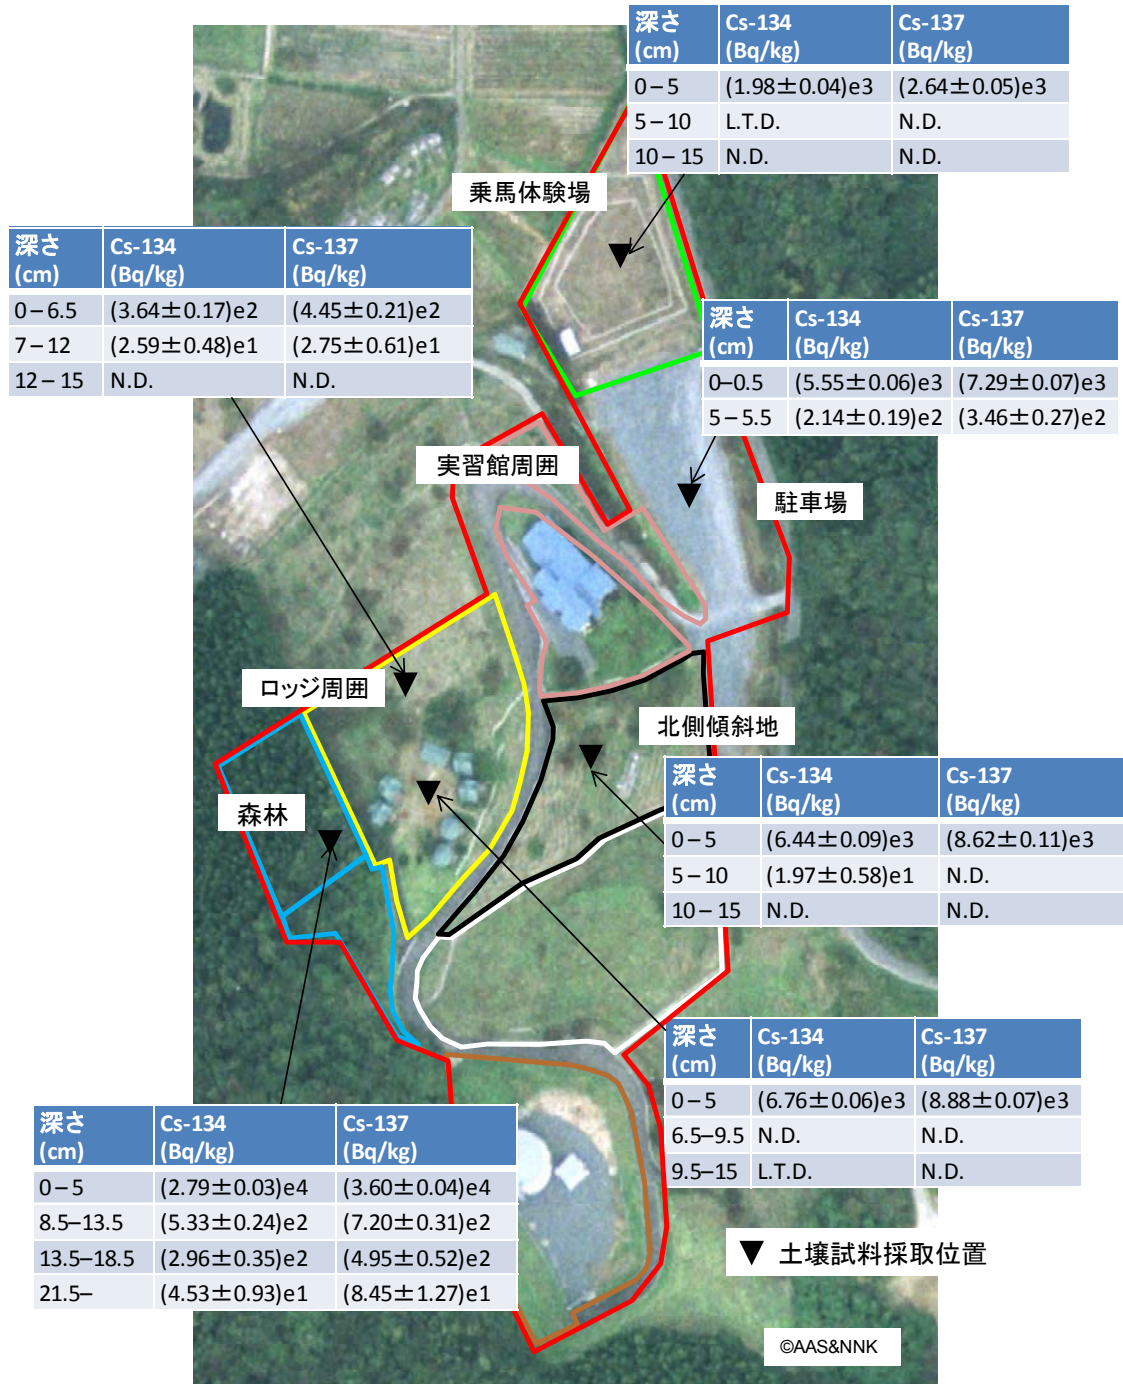 深さ (cm) Cs-134 (Bq/kg) Cs-137 (Bq/kg)
0–5 (1.98±0.04)e3 (2.64±0.05)e3
5–10 L.T.D. N.D.
10–15 N.D. N.D.
乗馬体験場
深さ (cm) Cs-134 (Bq/kg) Cs-137 (Bq/kg)
0–6.5 (3.64±0.17)e2 (4.45±0.21)e2
7–12 (2.59±0.48)e1 (2.75±0.61)e1
12–15 N.D. N.D.
深さ (cm) Cs-134 (Bq/kg) Cs-137 (Bq/kg)
0–0.5 (5.55±0.06)e3 (7.29±0.07)e3
5–5.5 (2.14±0.19)e2 (3.46±0.27)e2
実習館周囲
駐車場
ロッジ周囲
北側傾斜地
深さ (cm) Cs-134 (Bq/kg) Cs-137 (Bq/kg)
0–5 (6.44±0.09)e3 (8.62±0.11)e3
5–10 (1.97±0.58)e1 N.D.
10–15 N.D. N.D.
森林
深さ (cm) Cs-134 (Bq/kg) Cs-137 (Bq/kg)
0–5 (6.76±0.06)e3 (8.88±0.07)e3
6.5–9.5 N.D. N.D.
9.5–15 L.T.D. N.D.
深さ (cm) Cs-134 (Bq/kg) Cs-137 (Bq/kg)
0–5 (2.79±0.03)e4 (3.60±0.04)e4
8.5–13.5 (5.33±0.24)e2 (7.20±0.31)e2
13.5–18.5 (2.96±0.35)e2 (4.95±0.52)e2
21.5– (4.53±0.93)e1 (8.45±1.27)e1
▼ 土壌試料採取位置
©AAS&NNK